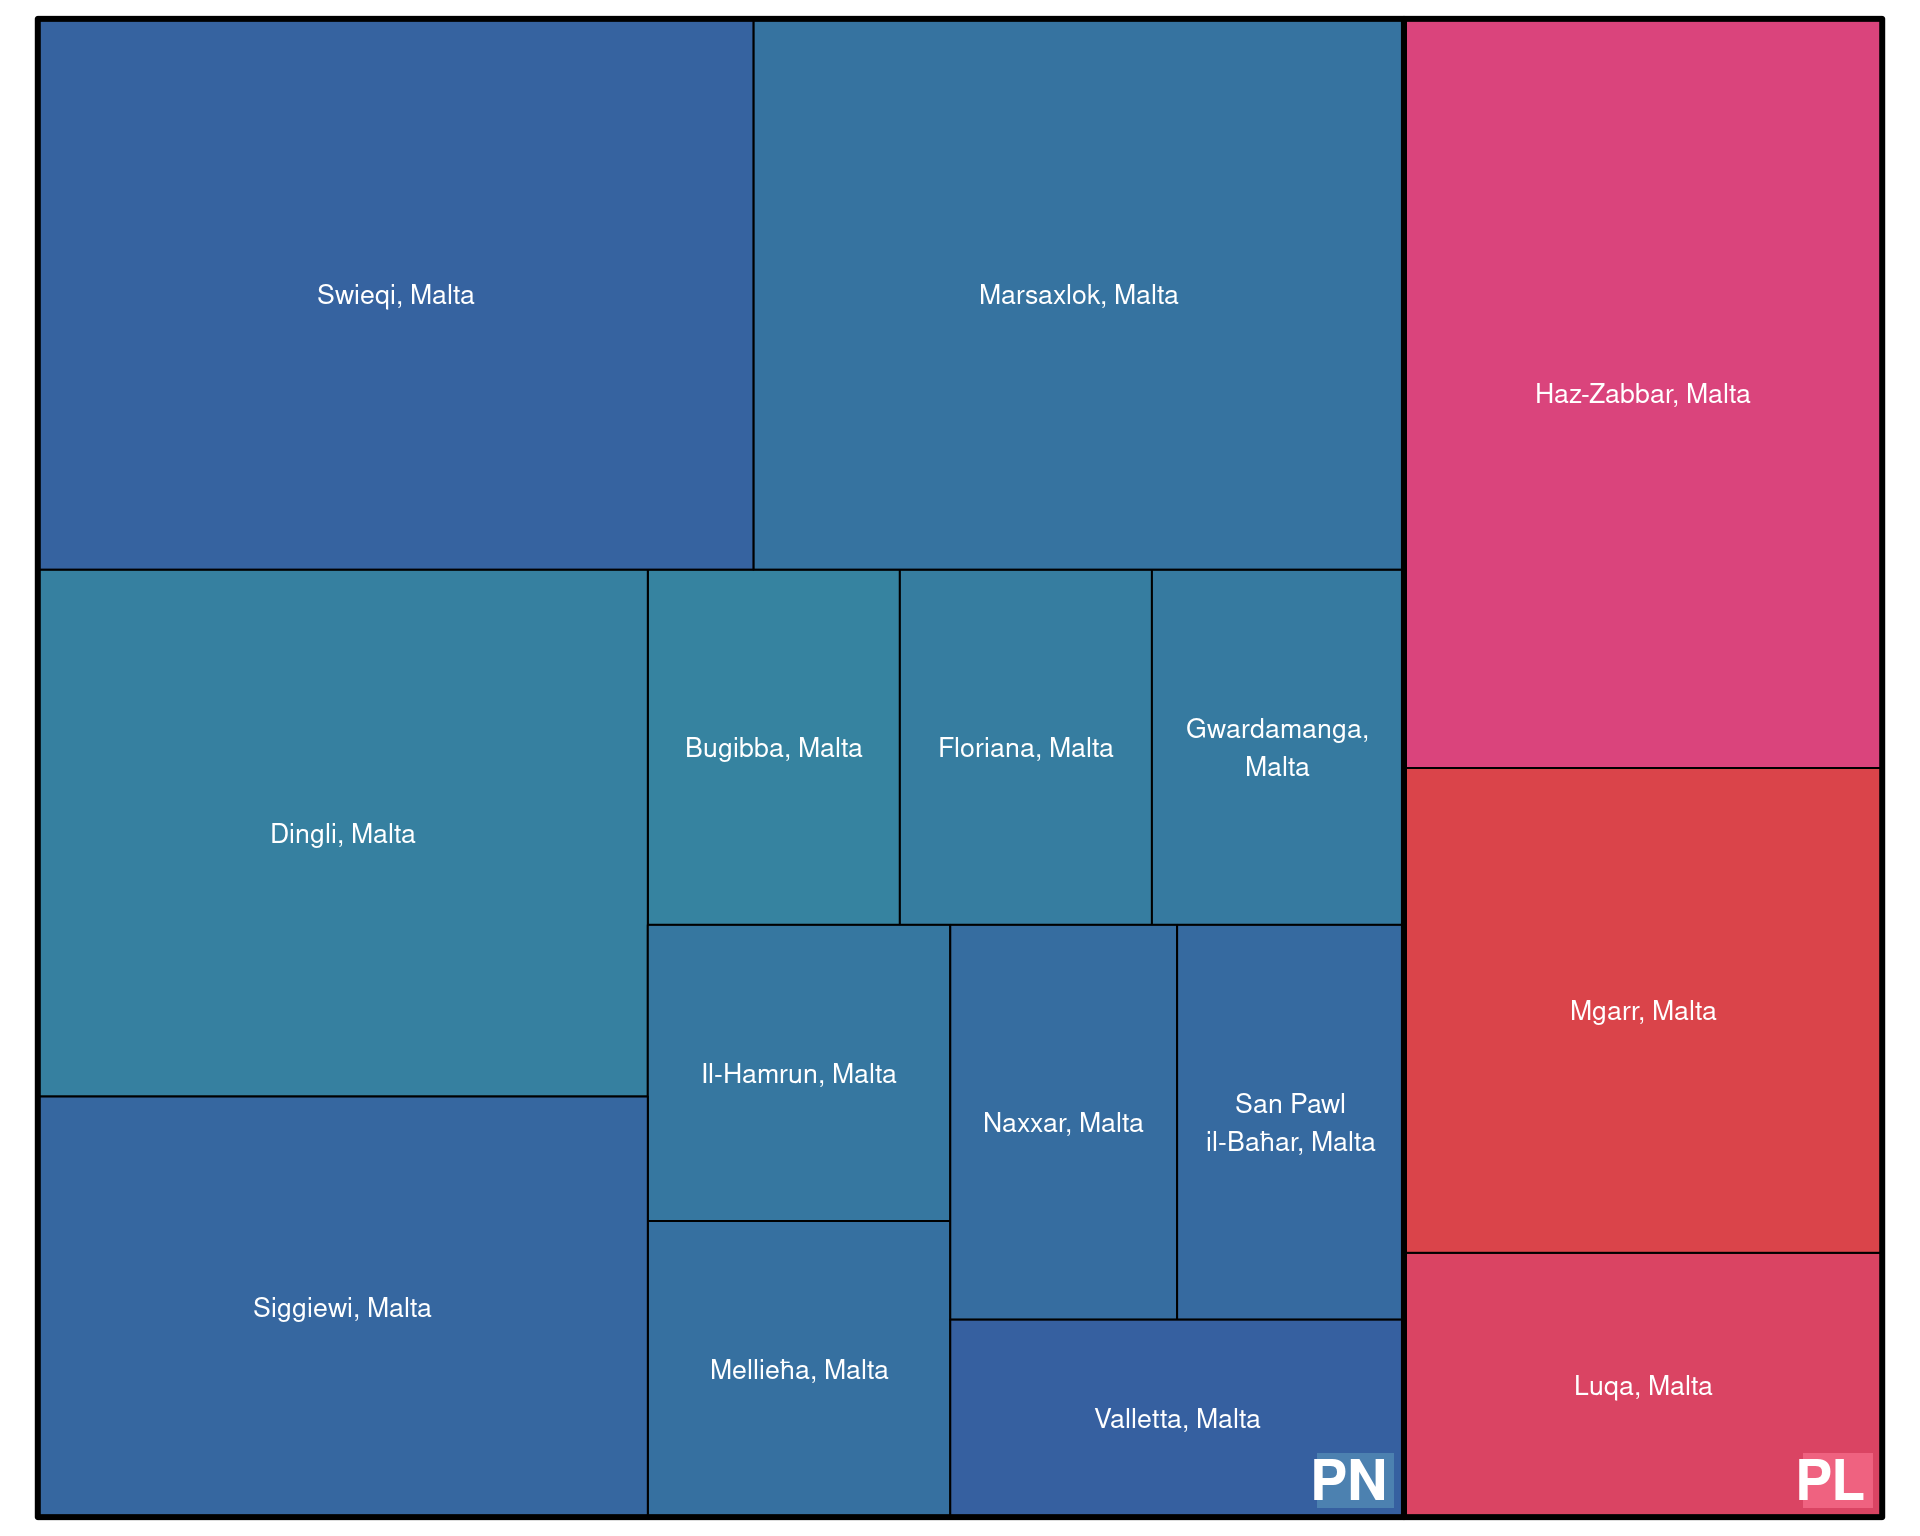 Swieqi, Malta
Marsaxlok, Malta
Haz-Zabbar, Malta
Dingli, Malta
Bugibba, Malta
Floriana, Malta
Gwardamanga,
Malta
Mgarr, Malta
Il-Hamrun, Malta
Naxxar, Malta
San Pawl
il-Baħar, Malta
Siggiewi, Malta
Mellieħa, Malta
Valletta, Malta
Luqa, Malta
PN
PL